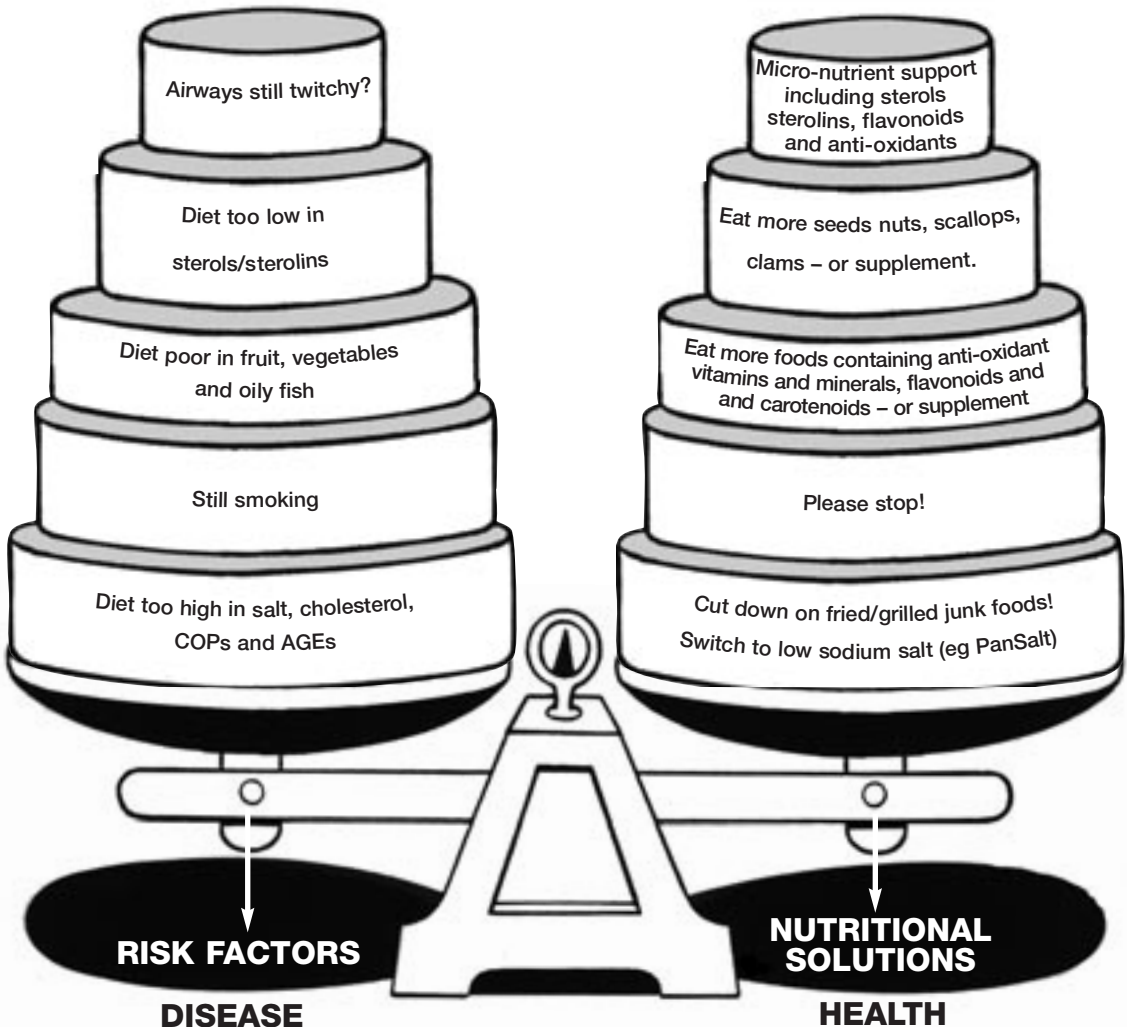 Airways still twitchy?
Diet too low in
sterols/sterolins
Diet poor in fruit, vegetables
and oily fish
Still smoking
Diet too high in salt, cholesterol,
COPs and AGEs
RISK FACTORS
DISEASE
Micro-nutrient support
including sterols
sterolins, flavonoids
and anti-oxidants
Eat more seeds nuts, scallops,
clams – or supplement.
Eat more foods containing anti-oxidant
vitamins and minerals, flavonoids and
and carotenoids – or supplement
Please stop!
Cut down on fried/grilled junk foods!
Switch to low sodium salt (eg PanSalt)
NUTRITIONAL
SOLUTIONS
HEALTH